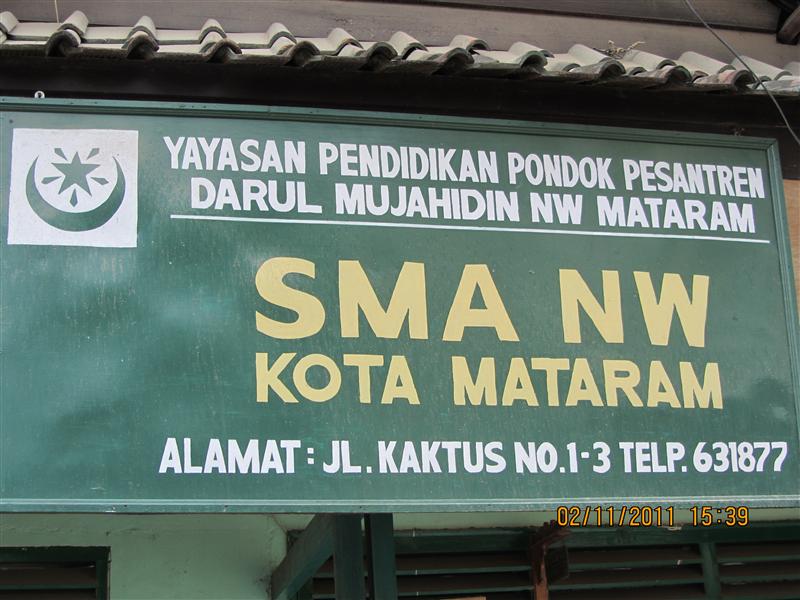 YAYASAN PENDIDIKAN PONDOK PESANTREN
DARUL MUJAHIDIN NW MATARAM
SMA NW
KOTA MATARAM
ALAMAT : JL. KAKTUS NO.1-3 TELP. 631877
02/11/2011 15:39